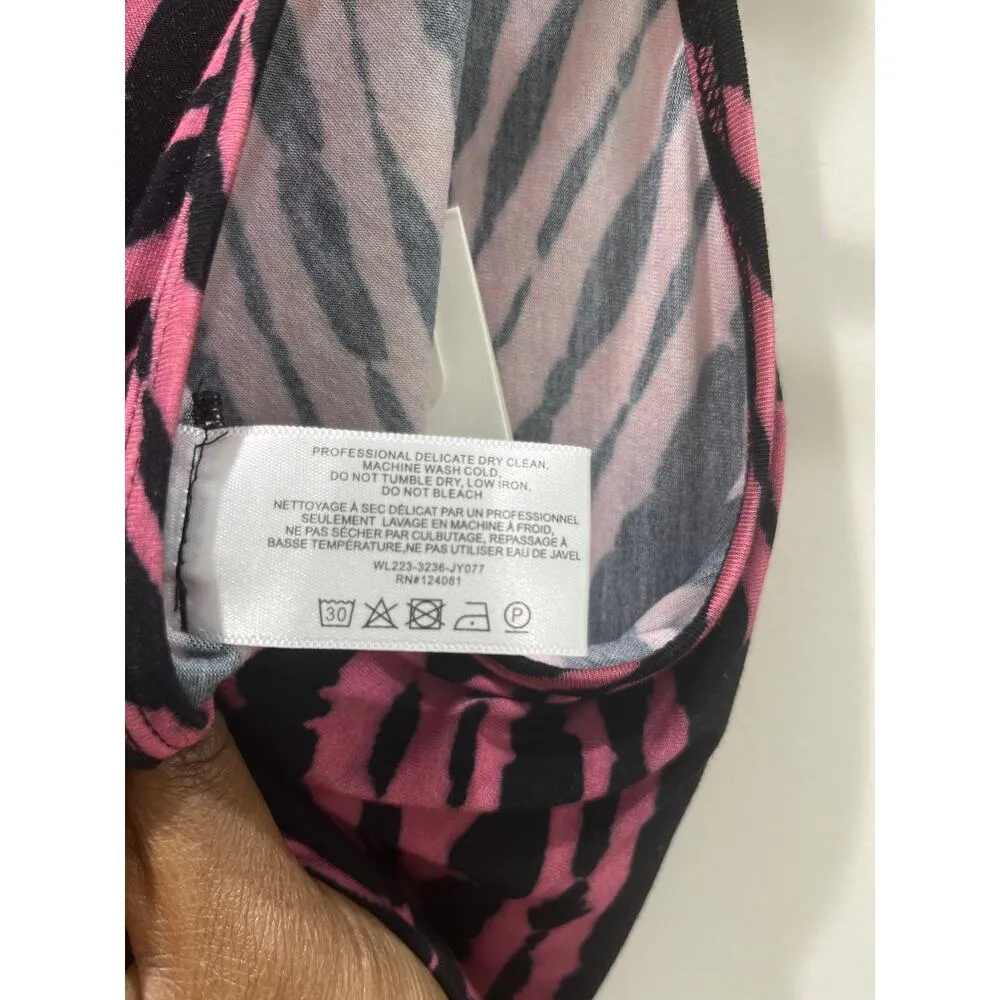 PROFESSIONAL DELICATE DRY CLEAN,
MACHINE WASH COLD,
DO NOT TUMBLE DRY, LOW IRON,
DO NOT BLEACH
NETTOYAGE À SEC DÉLICAT PAR UN PROFESSIONNEL
SEULEMENT LAVAGE EN MACHINE À FROID,
NE PAS SÉCHER PAR CULBUTAGE, REPASSAGE À
BASSE TEMPÉRATURE,NE PAS UTILISER EAU DE JAVEL
WL223-3236-JY077
RN#124061
30 P